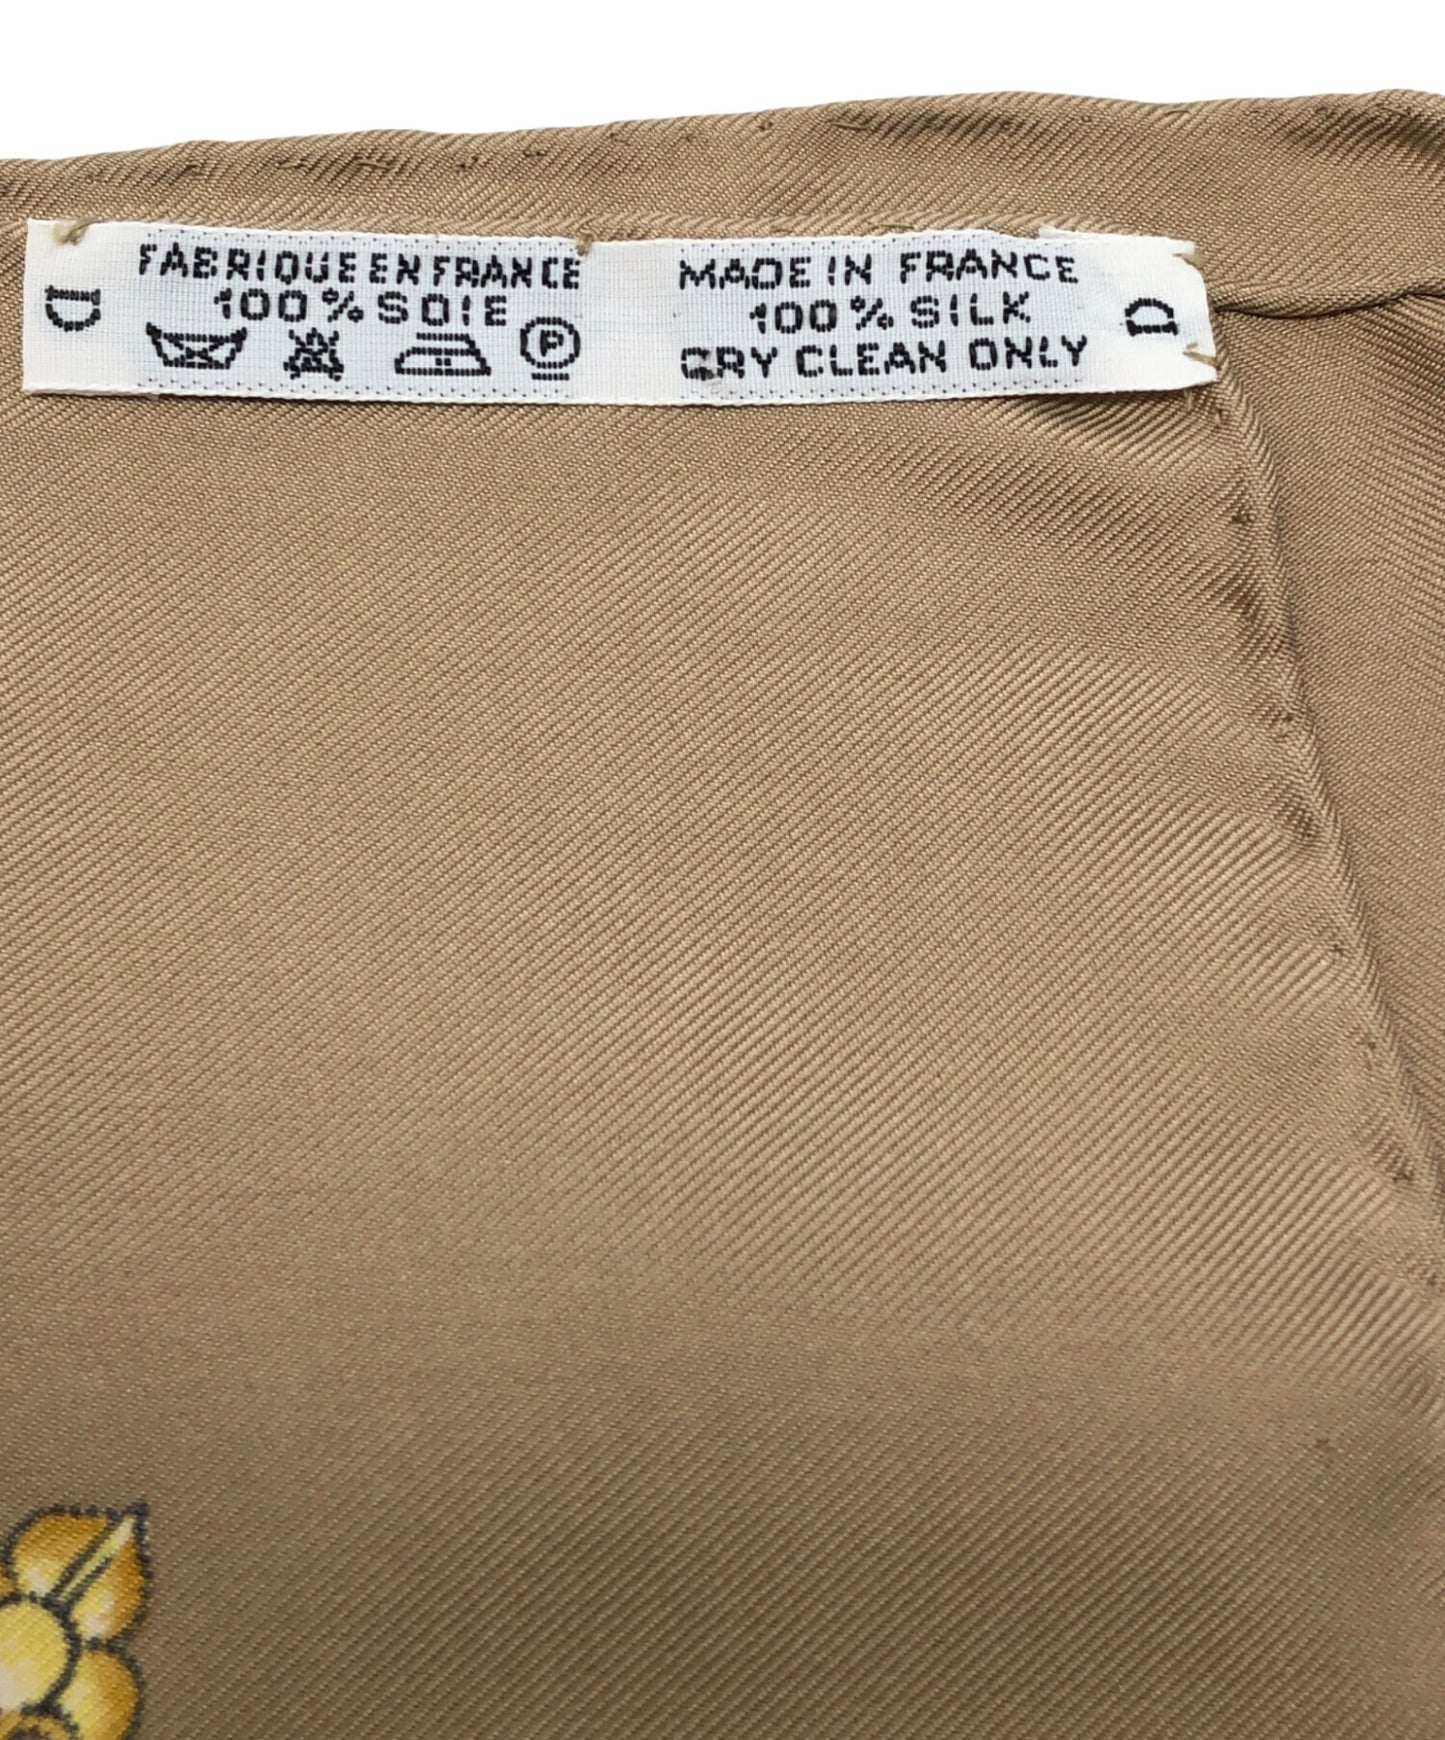 D
FABRIQUE EN FRANCE
100% SOIE
P
MADE IN FRANCE
100% SILK
DRY CLEAN ONLY
D